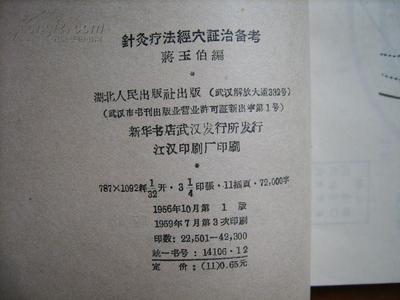 針灸疗法經穴証治备考
蔣玉伯編
湖北人民出版社出版 (武汉解放大道332号)
(武汉市书刊出版业营业許可証新出字第1号)
新华书店武汉发行所发行
江汉印刷厂印刷
787×1092粍1/32开·3 1/4印張·11插頁·72,000字
1956年10月第1版
1959年7月第3次印刷
印数: 22,501—42,300
統一书号: 14106·12
定价: (11)0.65元